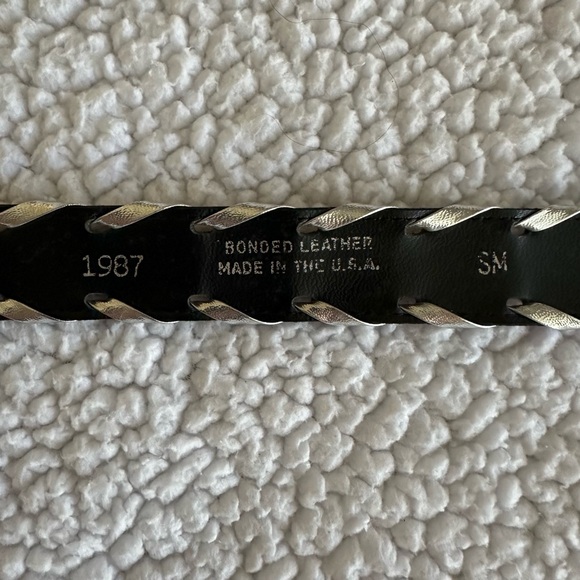 1987
BONDED LEATHER
MADE IN THE U.S.A.
SM